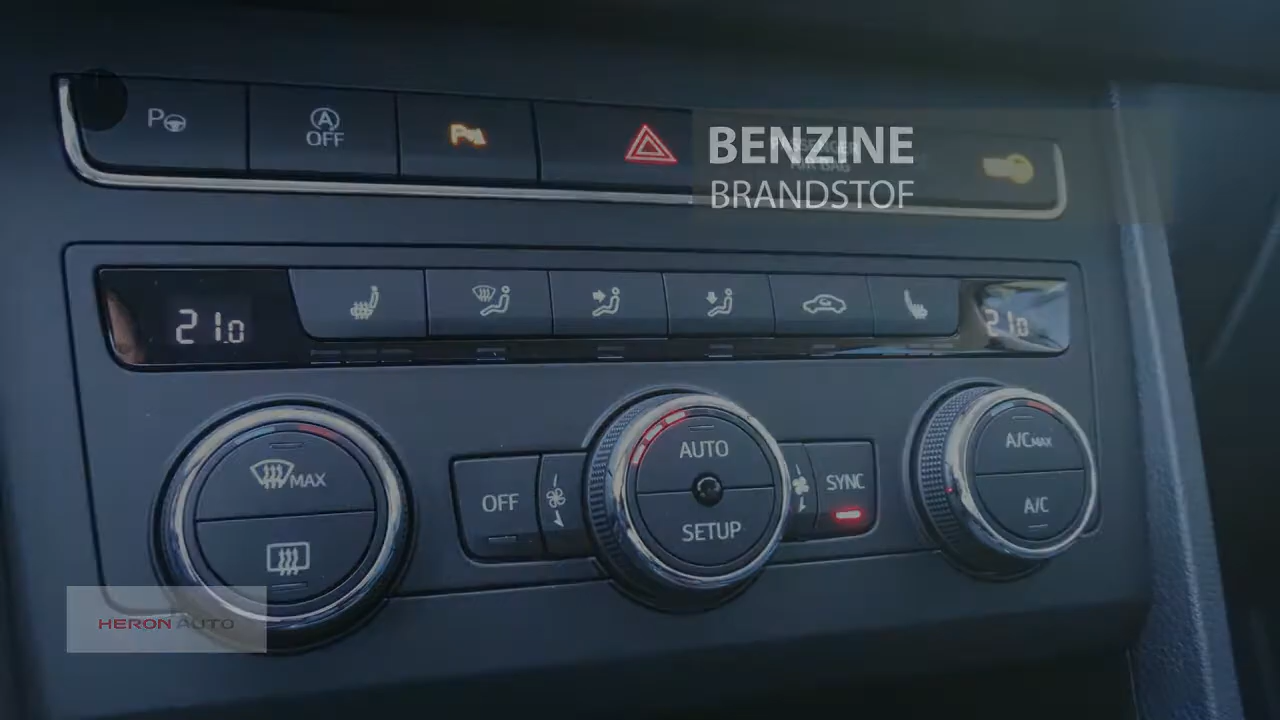 P
A
OFF
P
BENZINE
BRANDSTOF
21.0
21.0
MAX
OFF
AUTO
SETUP
SYNC
A/C MAX
A/C
HERON AUTO